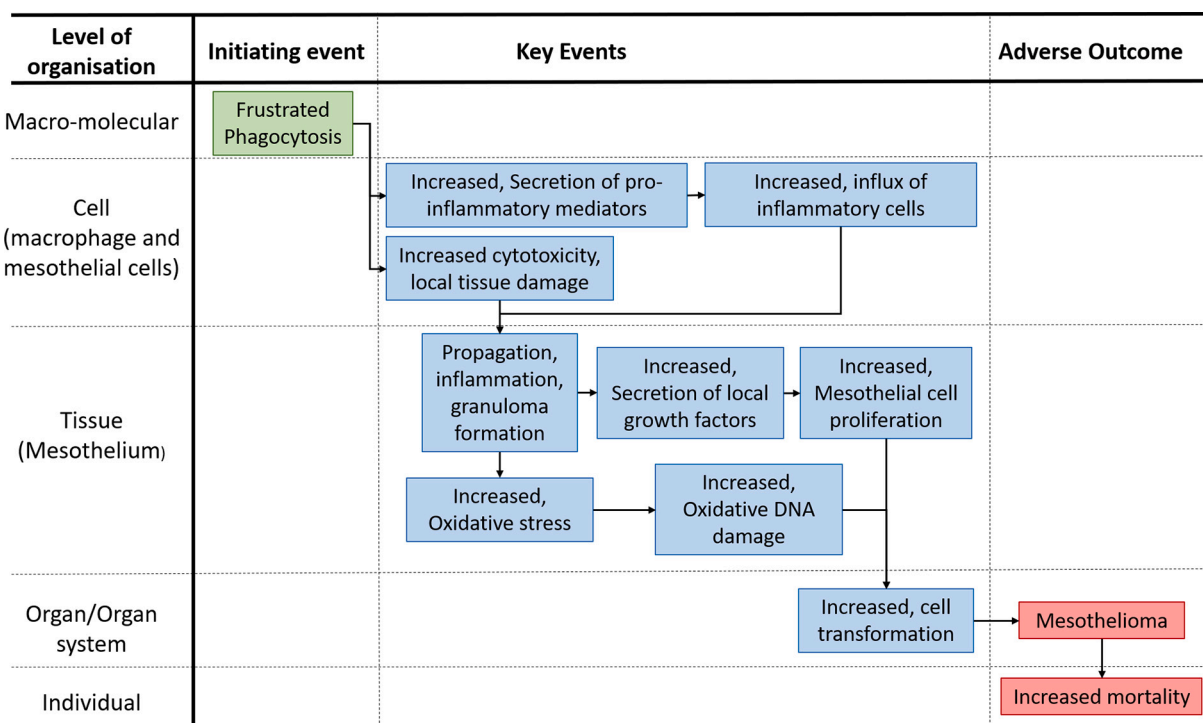 Level of
organisation
Initiating event
Key Events
Adverse Outcome
Macro-molecular
Frustrated
Phagocytosis
Cell
(macrophage and
mesothelial cells)
Increased, Secretion of pro-
inflammatory mediators
Increased, influx of
inflammatory cells
Increased cytotoxicity,
local tissue damage
Tissue
(Mesothelium)
Propagation,
inflammation,
granuloma
formation
Increased,
Secretion of local
growth factors
Increased,
Mesothelial cell
proliferation
Increased,
Oxidative stress
Increased,
Oxidative DNA
damage
Organ/Organ
system
Increased, cell
transformation
Mesothelioma
Individual
Increased mortality